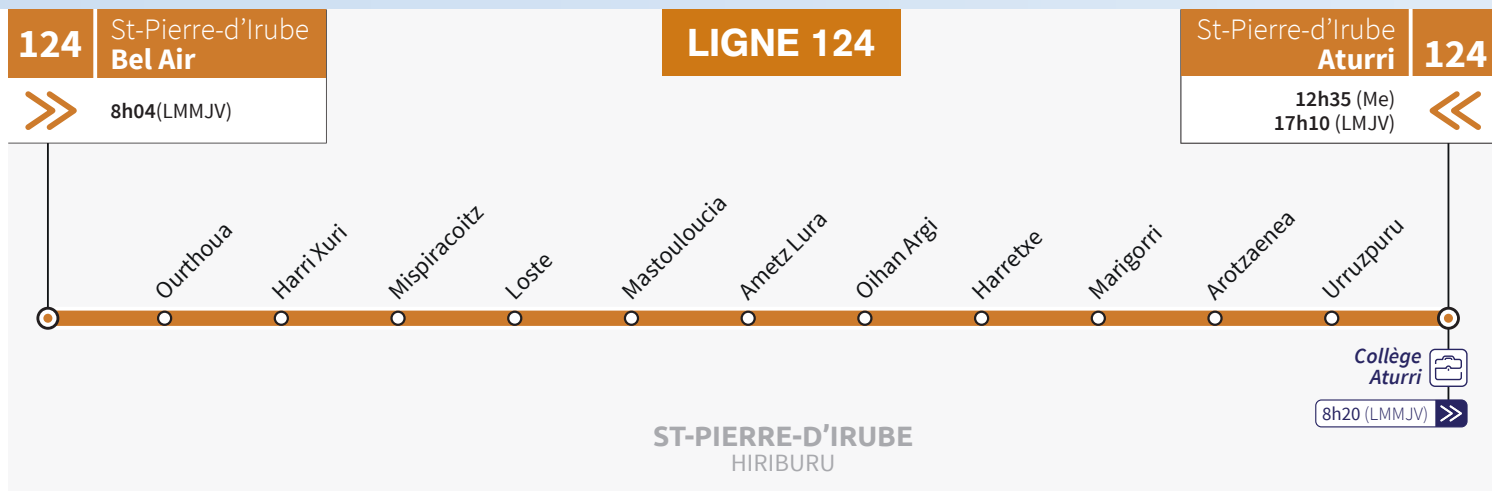 124
St-Pierre-d'Irube
Bel Air
8h04(LMMJV)
LIGNE 124
St-Pierre-d'Irube
Aturri
124
12h35 (Me)
17h10 (LMJV)
Ourthoua
Harri Xuri
Mispiracoitz
Loste
Mastouloucia
Ametz Lura
Oihan Argi
Harretxe
Marigorri
Arotzaenea
Urruzpuru
Collège
Aturri
8h20 (LMMJV)
ST-PIERRE-D'IRUBE
HIRIBURU